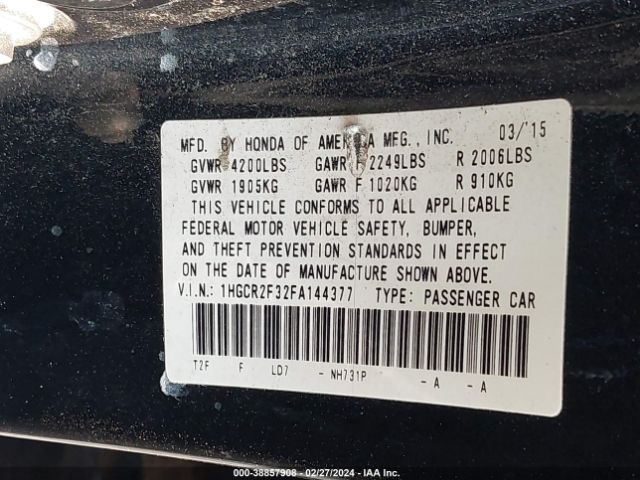 MFD. BY HONDA OF AMERICA MFG., INC. 03/'15
GVWR 4200LBS GAWR F 2249LBS R 2006LBS
GVWR 1905KG GAWR F 1020KG R 910KG
THIS VEHICLE CONFORMS TO ALL APPLICABLE
FEDERAL MOTOR VEHICLE SAFETY, BUMPER,
AND THEFT PREVENTION STANDARDS IN EFFECT
ON THE DATE OF MANUFACTURE SHOWN ABOVE.
V.I.N.: 1HGCR2F32FA144377 TYPE: PASSENGER CAR
T2F F LD7 - NH731P - A - A
000-38857908 - 02/27/2024 - IAA Inc.